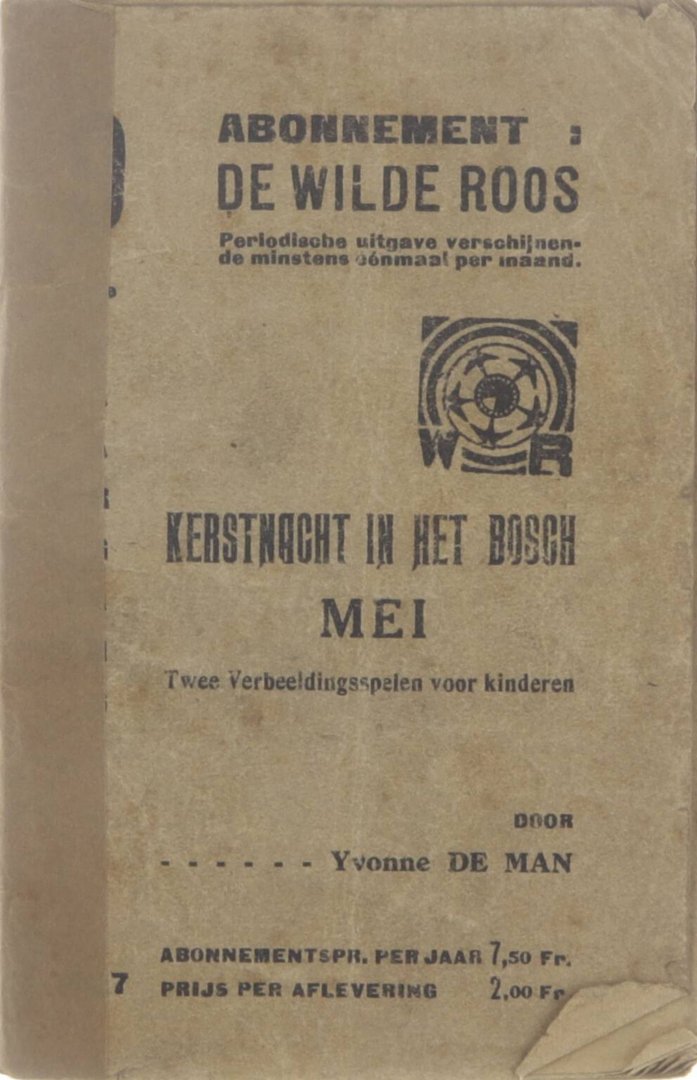 ABONNEMENT :
DE WILDE ROOS
Periodische uitgave verschijnen-
de minstens éénmaal per maand.
W R
KERSTNACHT IN HET BOSCH
MEI
Twee Verbeeldingsspelen voor kinderen
DOOR
- - - - - - Yvonne DE MAN
ABONNEMENTSPR. PER JAAR 7,50 Fr.
7 PRIJS PER AFLEVERING 2,00 Fr.